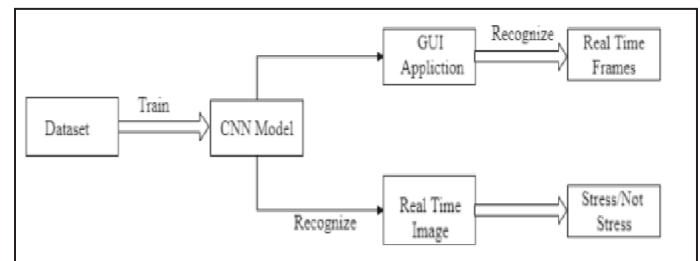 Dataset
Train
CNN Model
GUI
Appliction
Recognize
Real Time
Frames
Recognize
Real Time
Image
Stress/Not
Stress